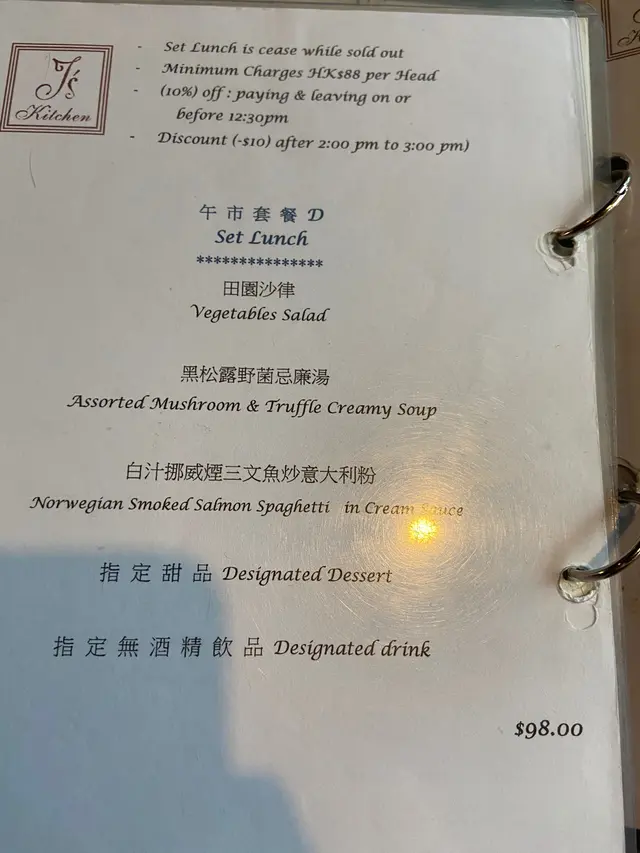 J's
Kitchen
- Set Lunch is cease while sold out
- Minimum Charges HK$88 per Head
- (10%) off : paying & leaving on or
before 12:30pm
- Discount (-$10) after 2:00 pm to 3:00 pm)
午市套餐 D
Set Lunch
***************
田園沙律
Vegetables Salad
黑松露野菌忌廉湯
Assorted Mushroom & Truffle Creamy Soup
白汁挪威煙三文魚炒意大利粉
Norwegian Smoked Salmon Spaghetti in Cream Sauce
指定甜品 Designated Dessert
指定無酒精飲品 Designated drink
$98.00